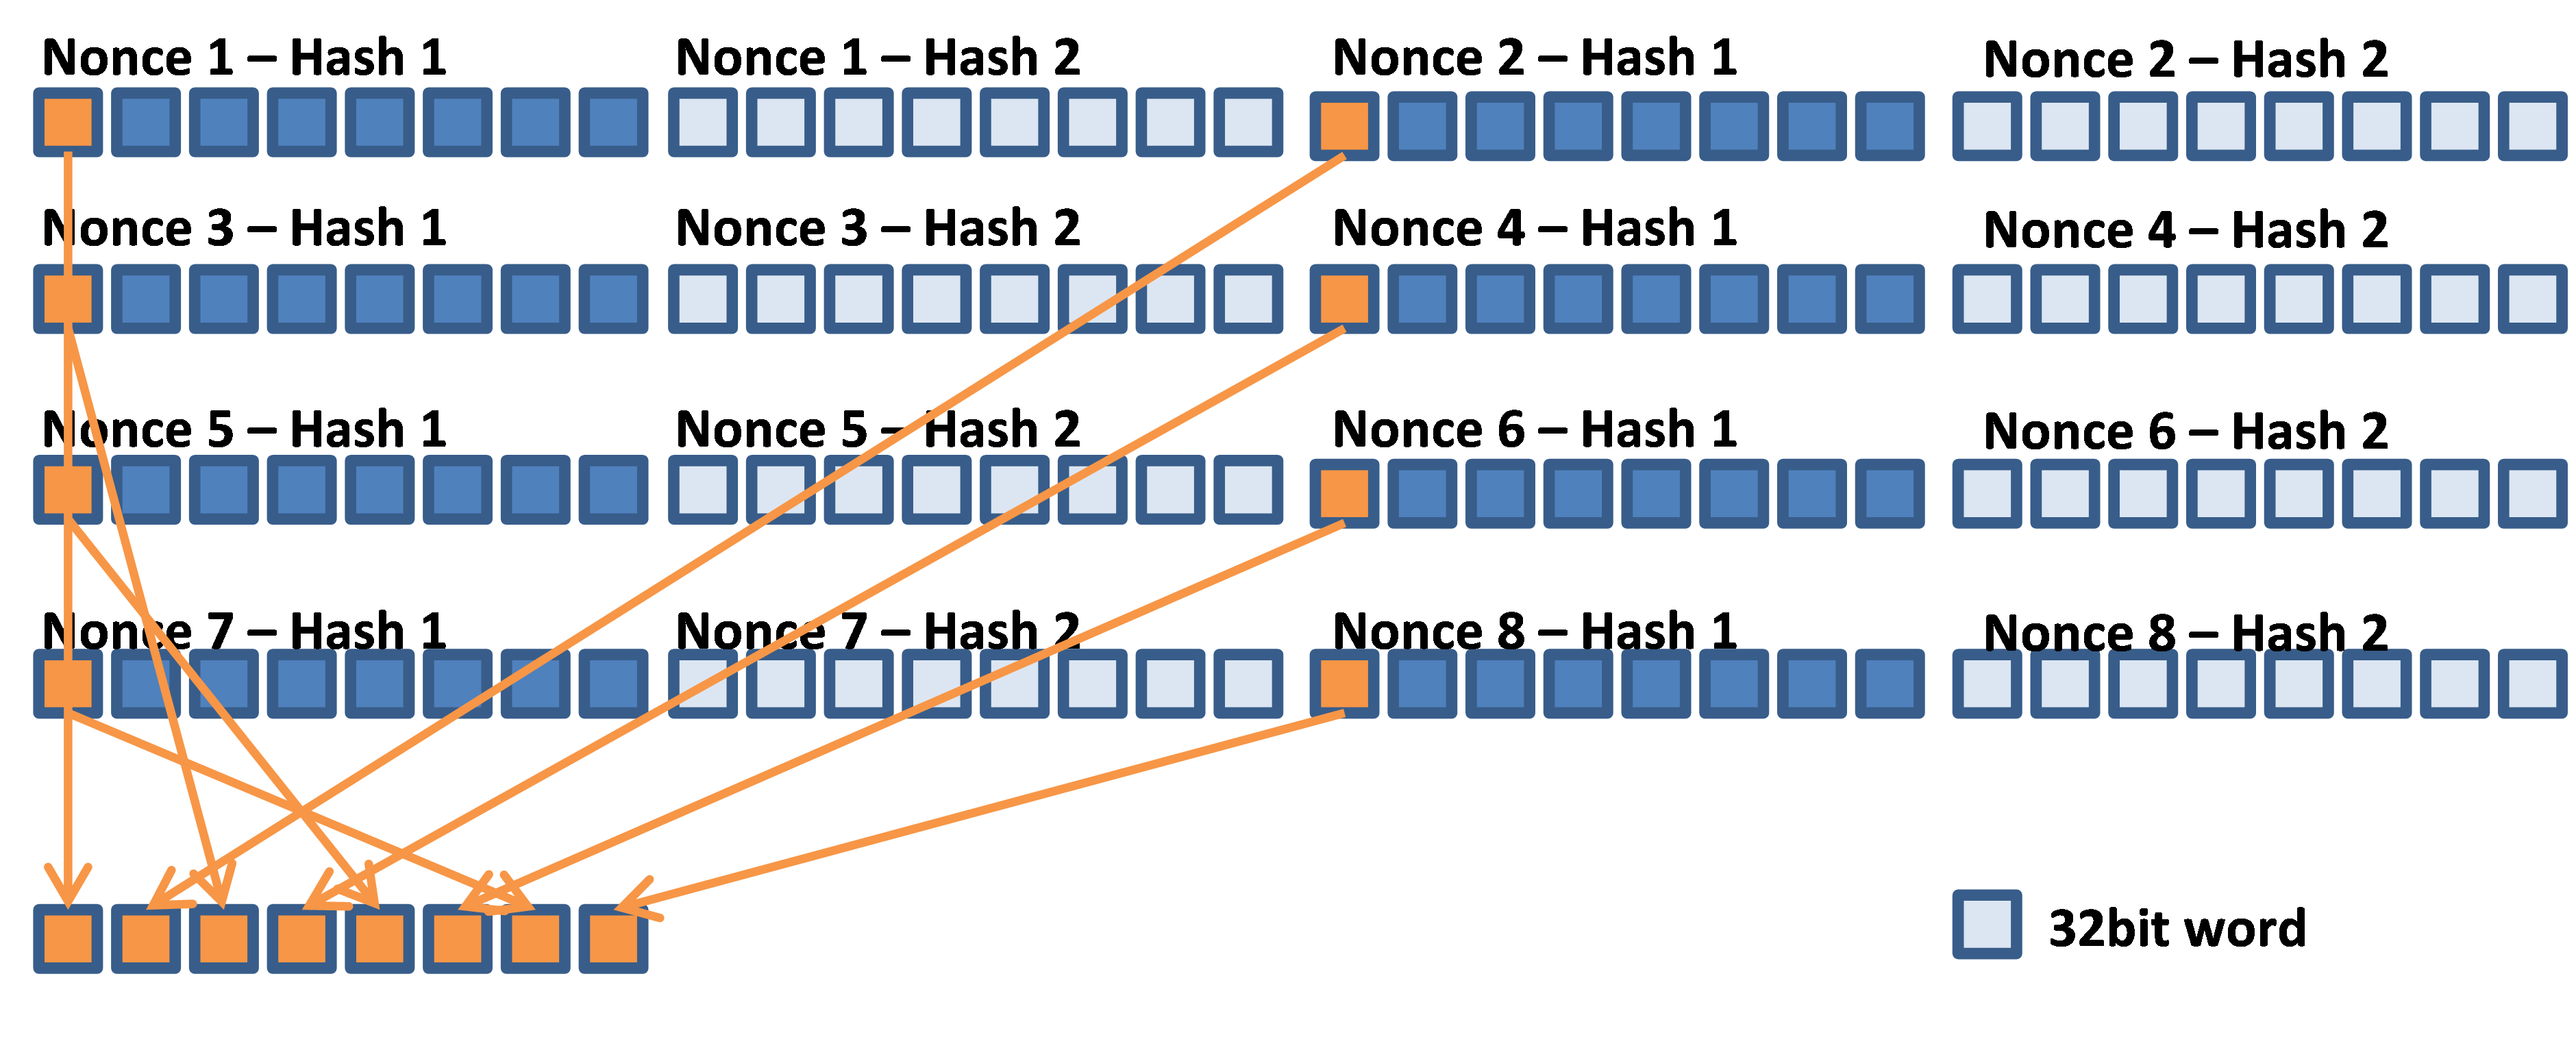 Nonce 1 – Hash 1
Nonce 1 – Hash 2
Nonce 2 – Hash 1
Nonce 2 – Hash 2
Nonce 3 – Hash 1
Nonce 3 – Hash 2
Nonce 4 – Hash 1
Nonce 4 – Hash 2
Nonce 5 – Hash 1
Nonce 5 – Hash 2
Nonce 6 – Hash 1
Nonce 6 – Hash 2
Nonce 7 – Hash 1
Nonce 7 – Hash 2
Nonce 8 – Hash 1
Nonce 8 – Hash 2
32bit word